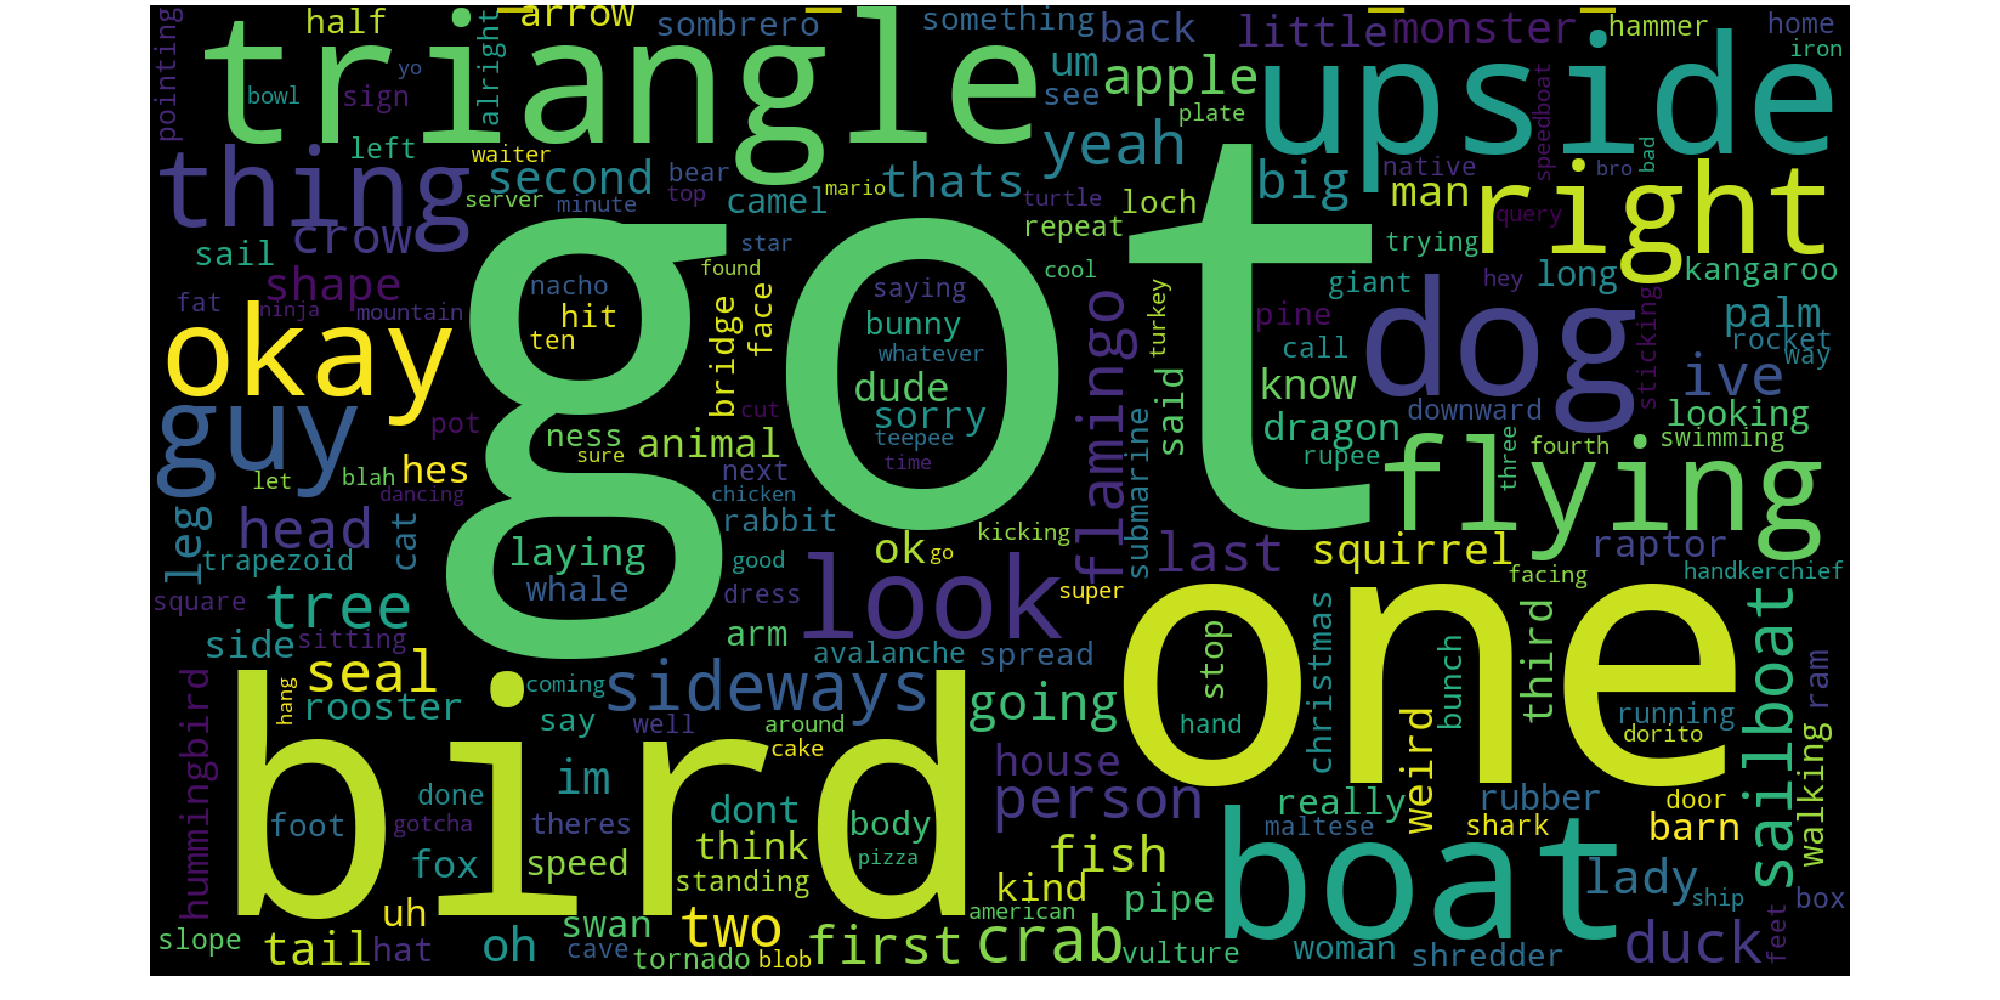 half
arrow
sombrero
something
back
little
monster
hammer
home
iron
pointing
yo
bowl
sign
alright
triangle
um
see
apple
plate
upside
speedboat
bad
left
waiter
yeah
thing
second
bear
server
minute
top
camel
mario
thats
turtle
loch
repeat
big
native
man
bro
right
query
crow
sail
star
trying
shape
found
cool
giant
hey
long
kangaroo
fat
ninja
mountain
nacho
hit
ten
saying
bunny
whatever
dude
sorry
teepee
time
got
bridge
face
flamingo
turkey
pine
call
know
dog
sticking
palm
rocket
way
ive
okay
guy
pot
cut
said
downward
looking
dragon
rupee
fourth
swimming
ness
sure
animal
let
blah
hes
dancing
next
chicken
rabbit
submarine
three
flying
leg
head
cat
trapezoid
laying
whale
good
ok
go
kicking
last
squirrel
raptor
facing
handkerchief
square
tree
dress
look
super
one
side
sitting
arm
avalanche
spread
stop
christmas
bunch
third
sailboat
ram
hummingbird
hang
seal
rooster
coming
sideways
say
well
around
cake
going
hand
weird
running
dorito
walking
bird
im
house
person
done
foot
gotcha
theres
dont
body
pizza
think
really
rubber
door
maltese
shark
barn
fox
speed
standing
fish
kind
pipe
boat
lady
ship
box
uh
swan
two
american
slope
tail
hat
oh
cave
tornado
blob
first
crab
vulture
woman
shredder
duck
feet